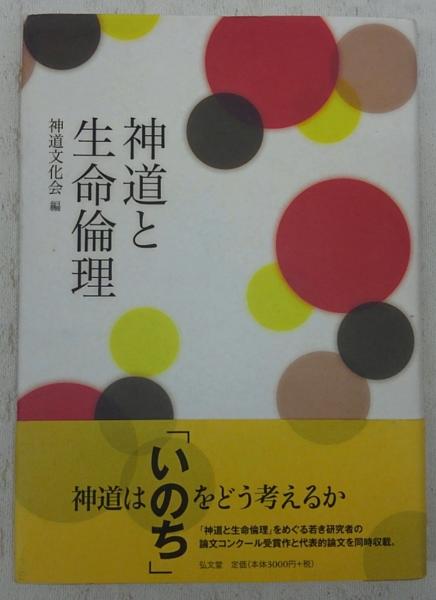 神道と
生命倫理
神道文化会 編
神道は「いのち」をどう考えるか
「神道と生命倫理」をめぐる若き研究者の
論文コンクール受賞作と代表的論文を同時収載。
弘文堂 定価(本体3000円+税)